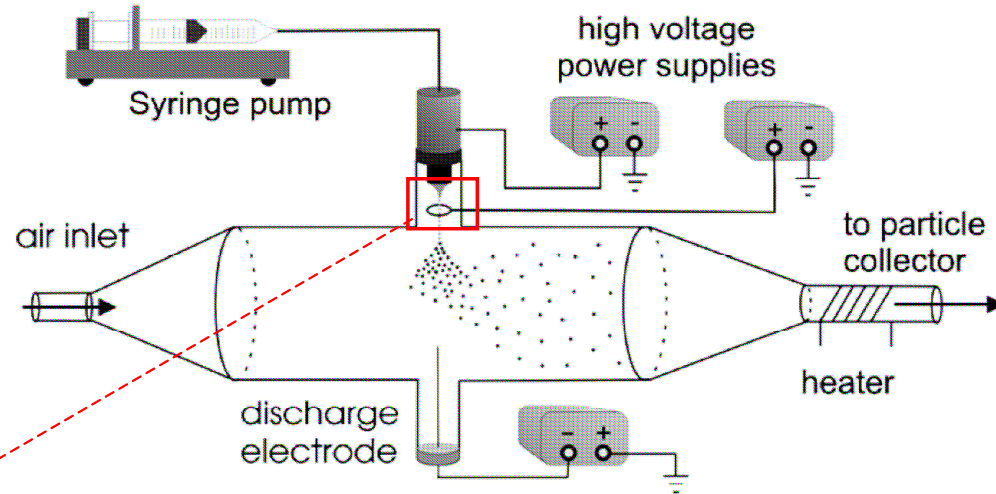 high voltage
power supplies
Syringe pump
+ -
+ -
air inlet
to particle
collector
heater
discharge
electrode
- +